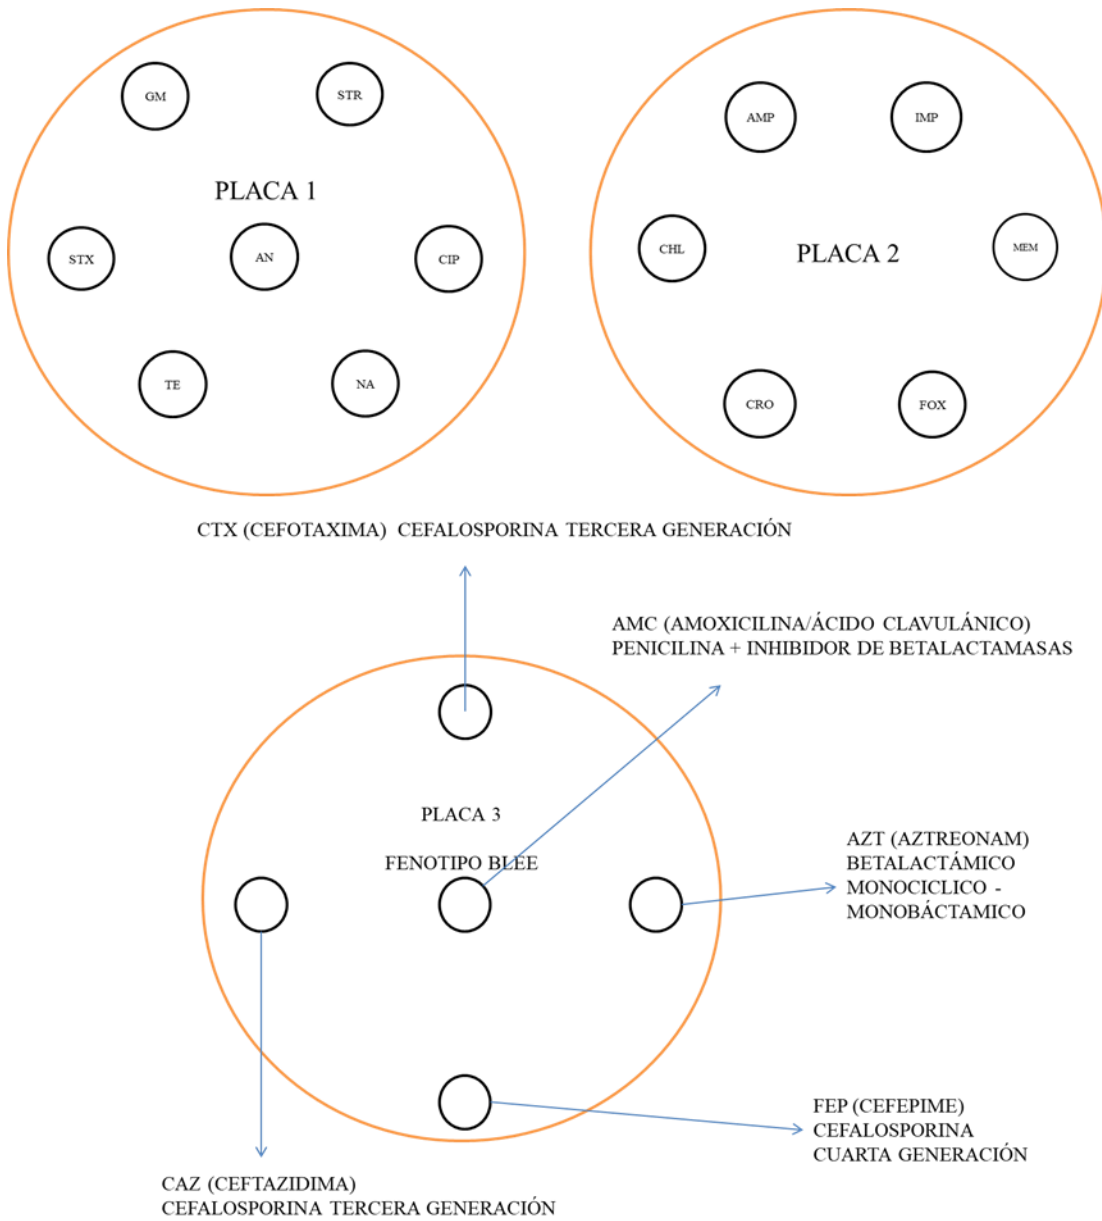 GM
STR
PLACA 1
STX
AN
CIP
TE
NA
AMP
IMP
CHL
PLACA 2
MEM
CRO
FOX
CTX (CEFOTAXIMA) CEFALOSPORINA TERCERA GENERACIÓN
AMC (AMOXICILINA/ÁCIDO CLAVULÁNICO)
PENICILINA + INHIBIDOR DE BETALACTAMASAS
PLACA 3
FENOTIPO BLEE
AZT (AZTREONAM)
BETALACTÁMICO
MONOCICLICO -
MONOBÁCTAMICO
FEP (CEFEPIME)
CEFALOSPORINA
CUARTA GENERACIÓN
CAZ (CEFTAZIDIMA)
CEFALOSPORINA TERCERA GENERACIÓN